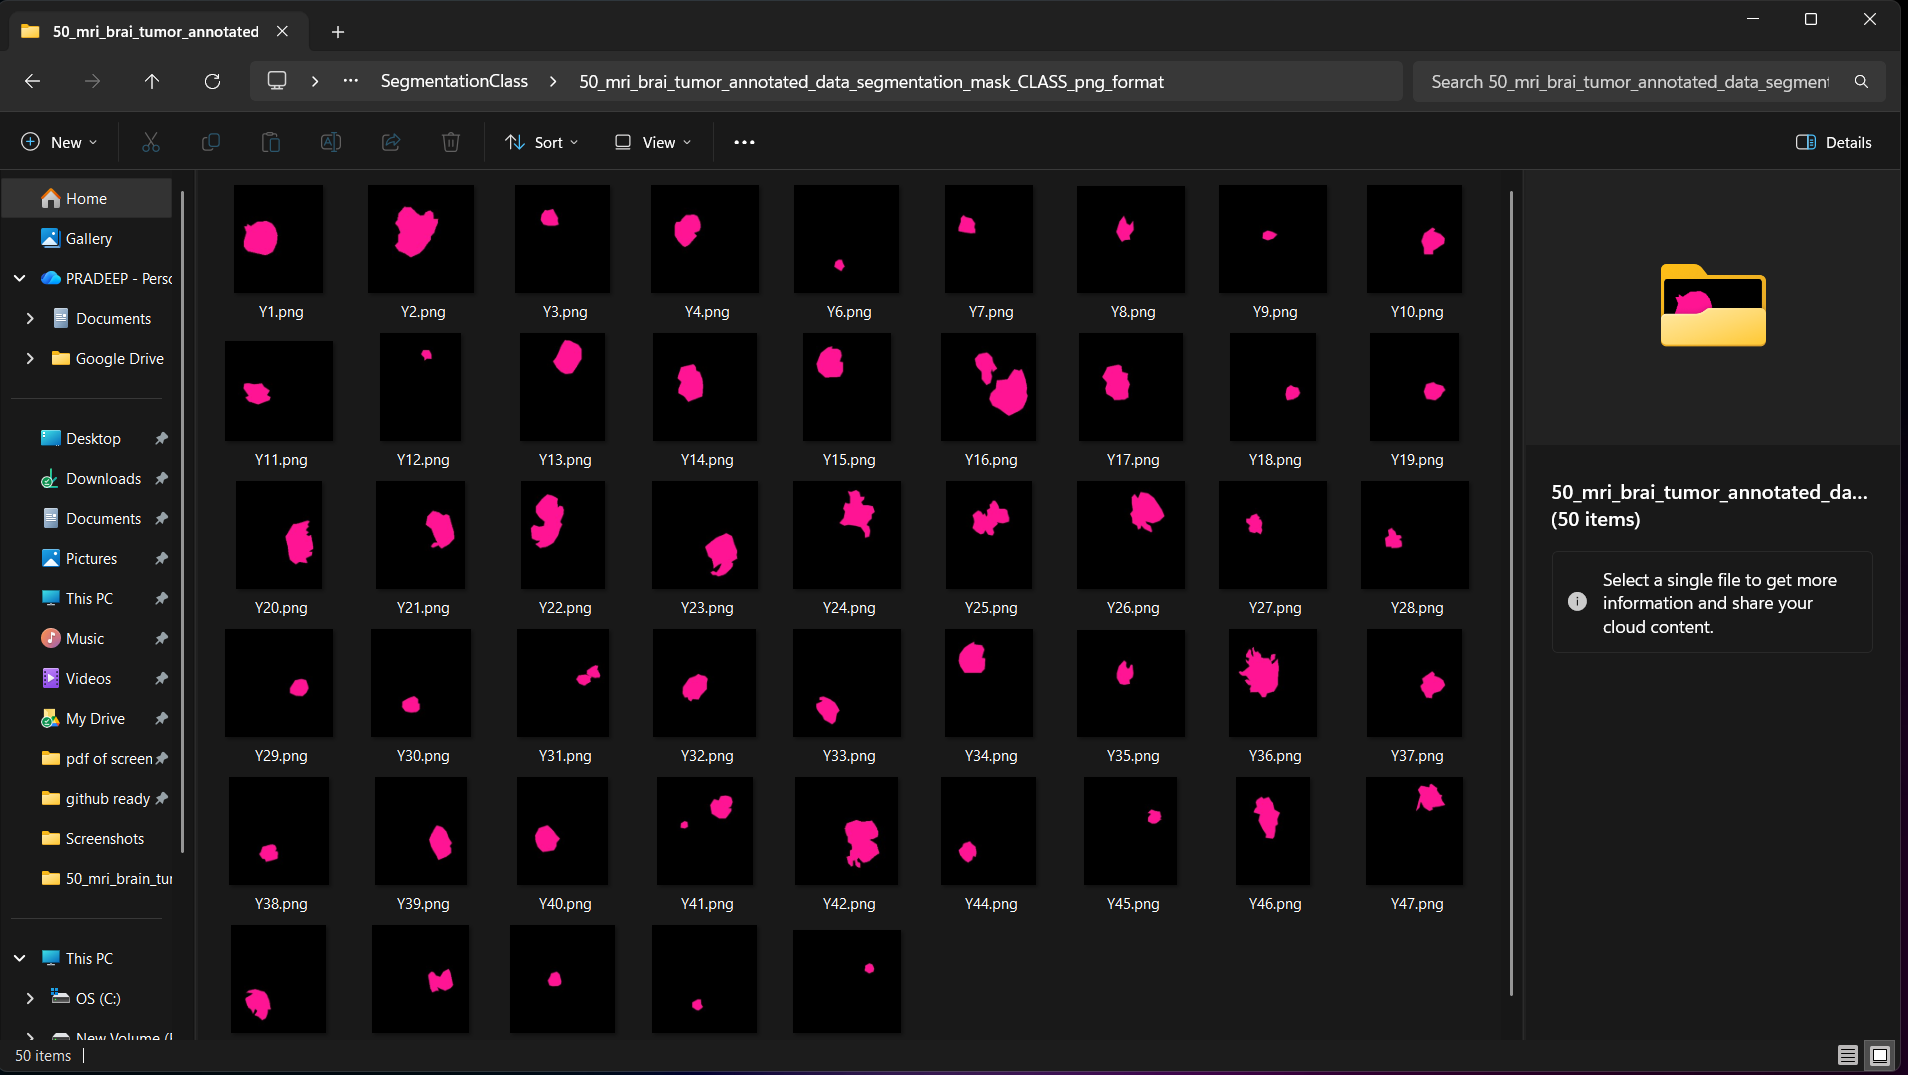 50_mri_brai_tumor_annotated
SegmentationClass
50_mri_brai_tumor_annotated_data_segmentation_mask_CLASS_png_format
Search 50_mri_brai_tumor_annotated_data_segment
New
Sort
View
Details
Home
Gallery
PRADEEP - Perso
Documents
Google Drive
Desktop
Downloads
Documents
Pictures
This PC
Music
Videos
My Drive
pdf of screen
github ready
Screenshots
50_mri_brain_tur
This PC
OS (C:)
New Volume (
Y1.png Y2.png Y3.png Y4.png Y6.png Y7.png Y8.png Y9.png Y10.png
Y11.png Y12.png Y13.png Y14.png Y15.png Y16.png Y17.png Y18.png Y19.png
Y20.png Y21.png Y22.png Y23.png Y24.png Y25.png Y26.png Y27.png Y28.png
Y29.png Y30.png Y31.png Y32.png Y33.png Y34.png Y35.png Y36.png Y37.png
Y38.png Y39.png Y40.png Y41.png Y42.png Y44.png Y45.png Y46.png Y47.png
50_mri_brai_tumor_annotated_da...
(50 items)
Select a single file to get more
information and share your
cloud content.
50 items